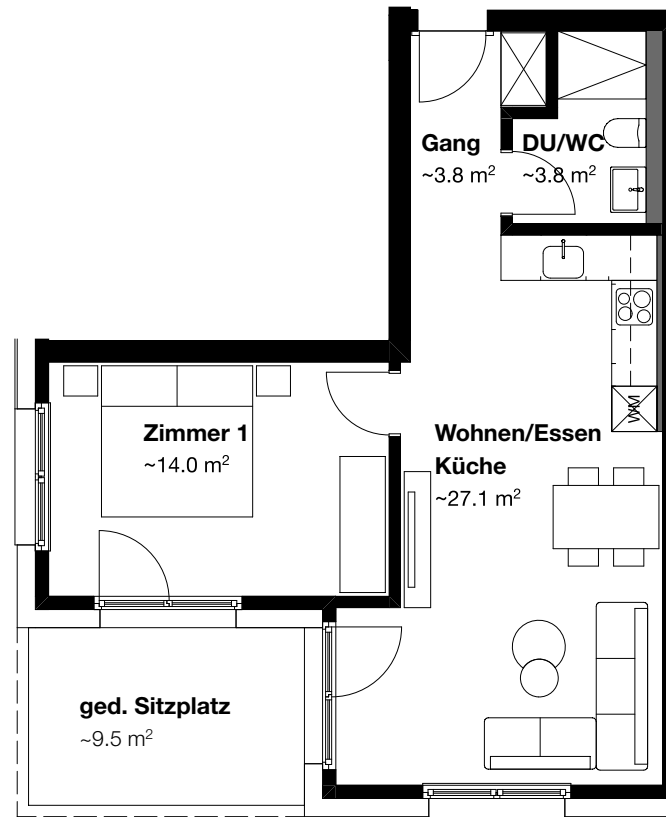 Gang
~3.8 m²
DU/WC
~3.8 m²
WM
Zimmer 1
~14.0 m²
Wohnen/Essen
Küche
~27.1 m²
ged. Sitzplatz
~9.5 m²